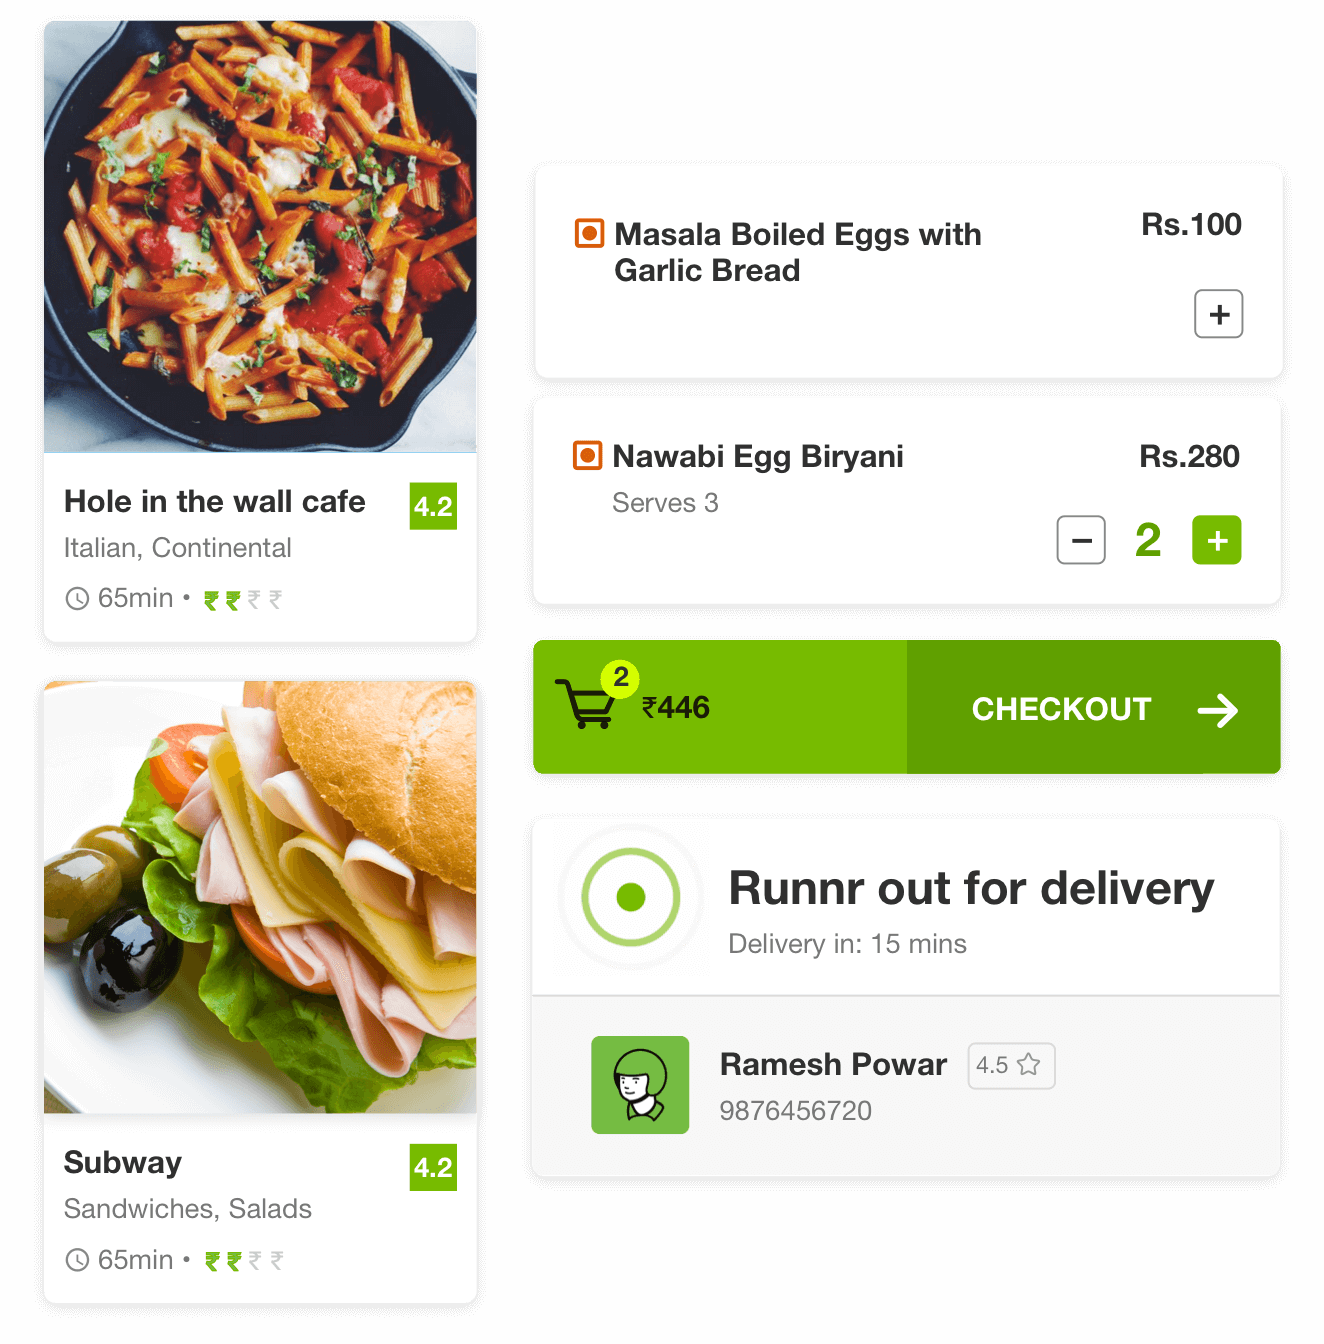 Hole in the wall cafe 4.2
Italian, Continental
65min • ₹ ₹ ₹ ₹
Subway 4.2
Sandwiches, Salads
65min • ₹ ₹ ₹ ₹
Masala Boiled Eggs with
Garlic Bread
Rs.100
+
Nawabi Egg Biryani Rs.280
Serves 3
− 2 +
2
₹446
CHECKOUT →
Runnr out for delivery
Delivery in: 15 mins
Ramesh Powar 4.5
9876456720